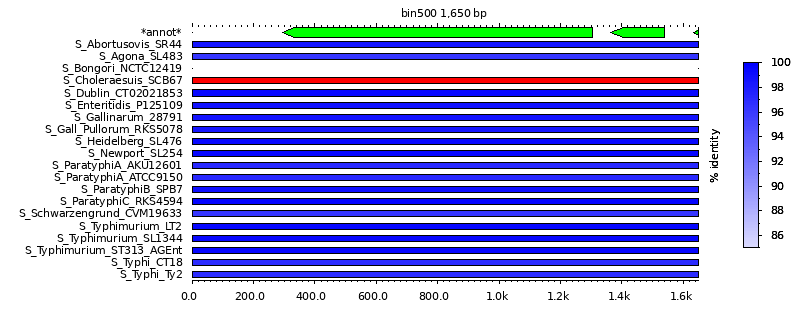 bin500 1,650 bp
*annot*
S_Abortusovis_SR44
S_Agona_SL483
S_Bongori_NCTC12419
S_Choleraesuis_SCB67
S_Dublin_CT02021853
S_Enteritidis_P125109
S_Gallinarum_28791
S_Gall_Pullorum_RKS5078
S_Heidelberg_SL476
S_Newport_SL254
S_ParatyphiA_AKU12601
S_ParatyphiA_ATCC9150
S_ParatyphiB_SPB7
S_ParatyphiC_RKS4594
S_Schwarzengrund_CVM19633
S_Typhimurium_LT2
S_Typhimurium_SL1344
S_Typhimurium_ST313_AGEnt
S_Typhi_CT18
S_Typhi_Ty2
0.0 200.0 400.0 600.0 800.0 1.0k 1.2k 1.4k 1.6k
% identity
100
98
96
94
92
90
88
86